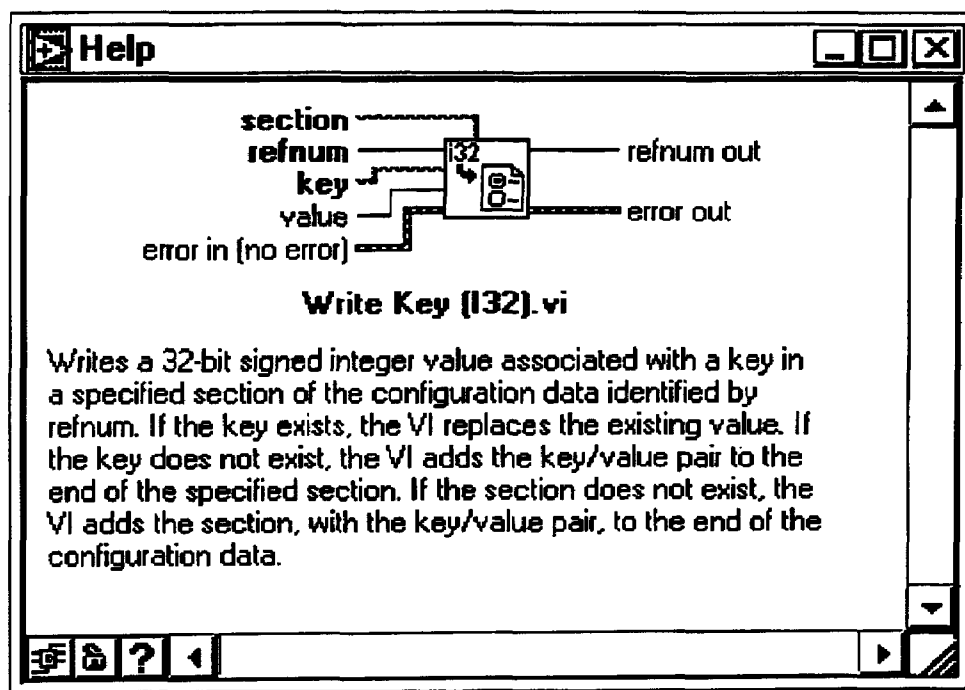 Help
section
refnum
key
value
error in (no error)
i32
refnum out
error out
Write Key (I32).vi
Writes a 32-bit signed integer value associated with a key in
a specified section of the configuration data identified by
refnum. If the key exists, the VI replaces the existing value. If
the key does not exist, the VI adds the key/value pair to the
end of the specified section. If the section does not exist, the
VI adds the section, with the key/value pair, to the end of the
configuration data.
?